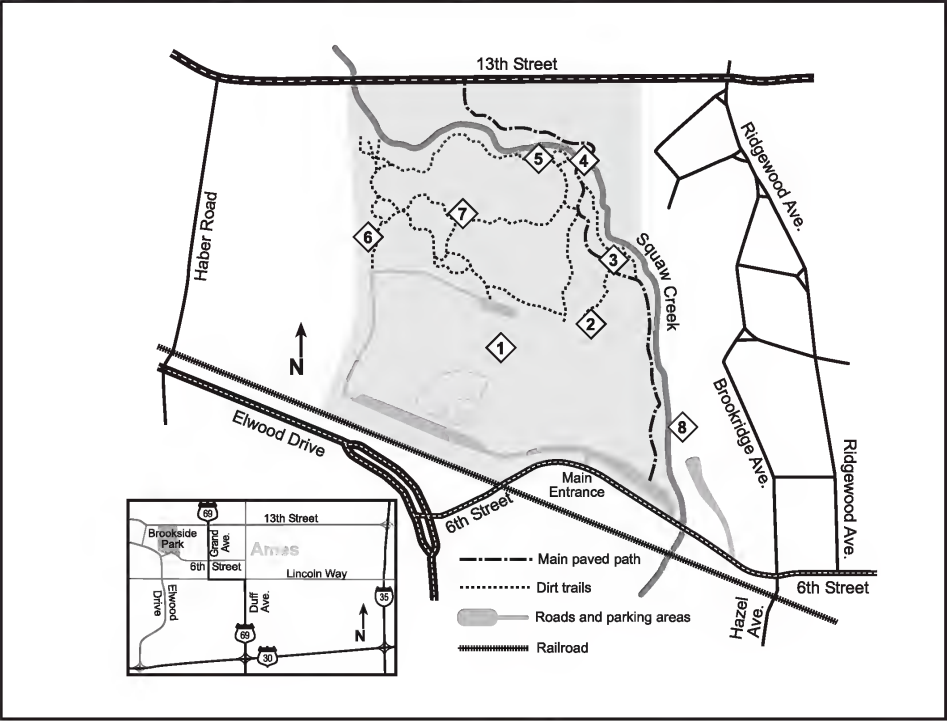 13th Street
Ridgewood Ave.
5
4
7
6
Haber Road
3
Squaw Creek
2
1
N
8
Elwood Drive
Brookridge Ave.
Ridgewood Ave.
Main
Entrance
6th Street
6th Street
Hazel
Ave.
Main paved path
Dirt trails
Roads and parking areas
Railroad
69
13th Street
Brookside
Park
Grand
Ave.
Ames
6th Street
Lincoln Way
Elwood
Drive
Duff
Ave.
35
N
69
30